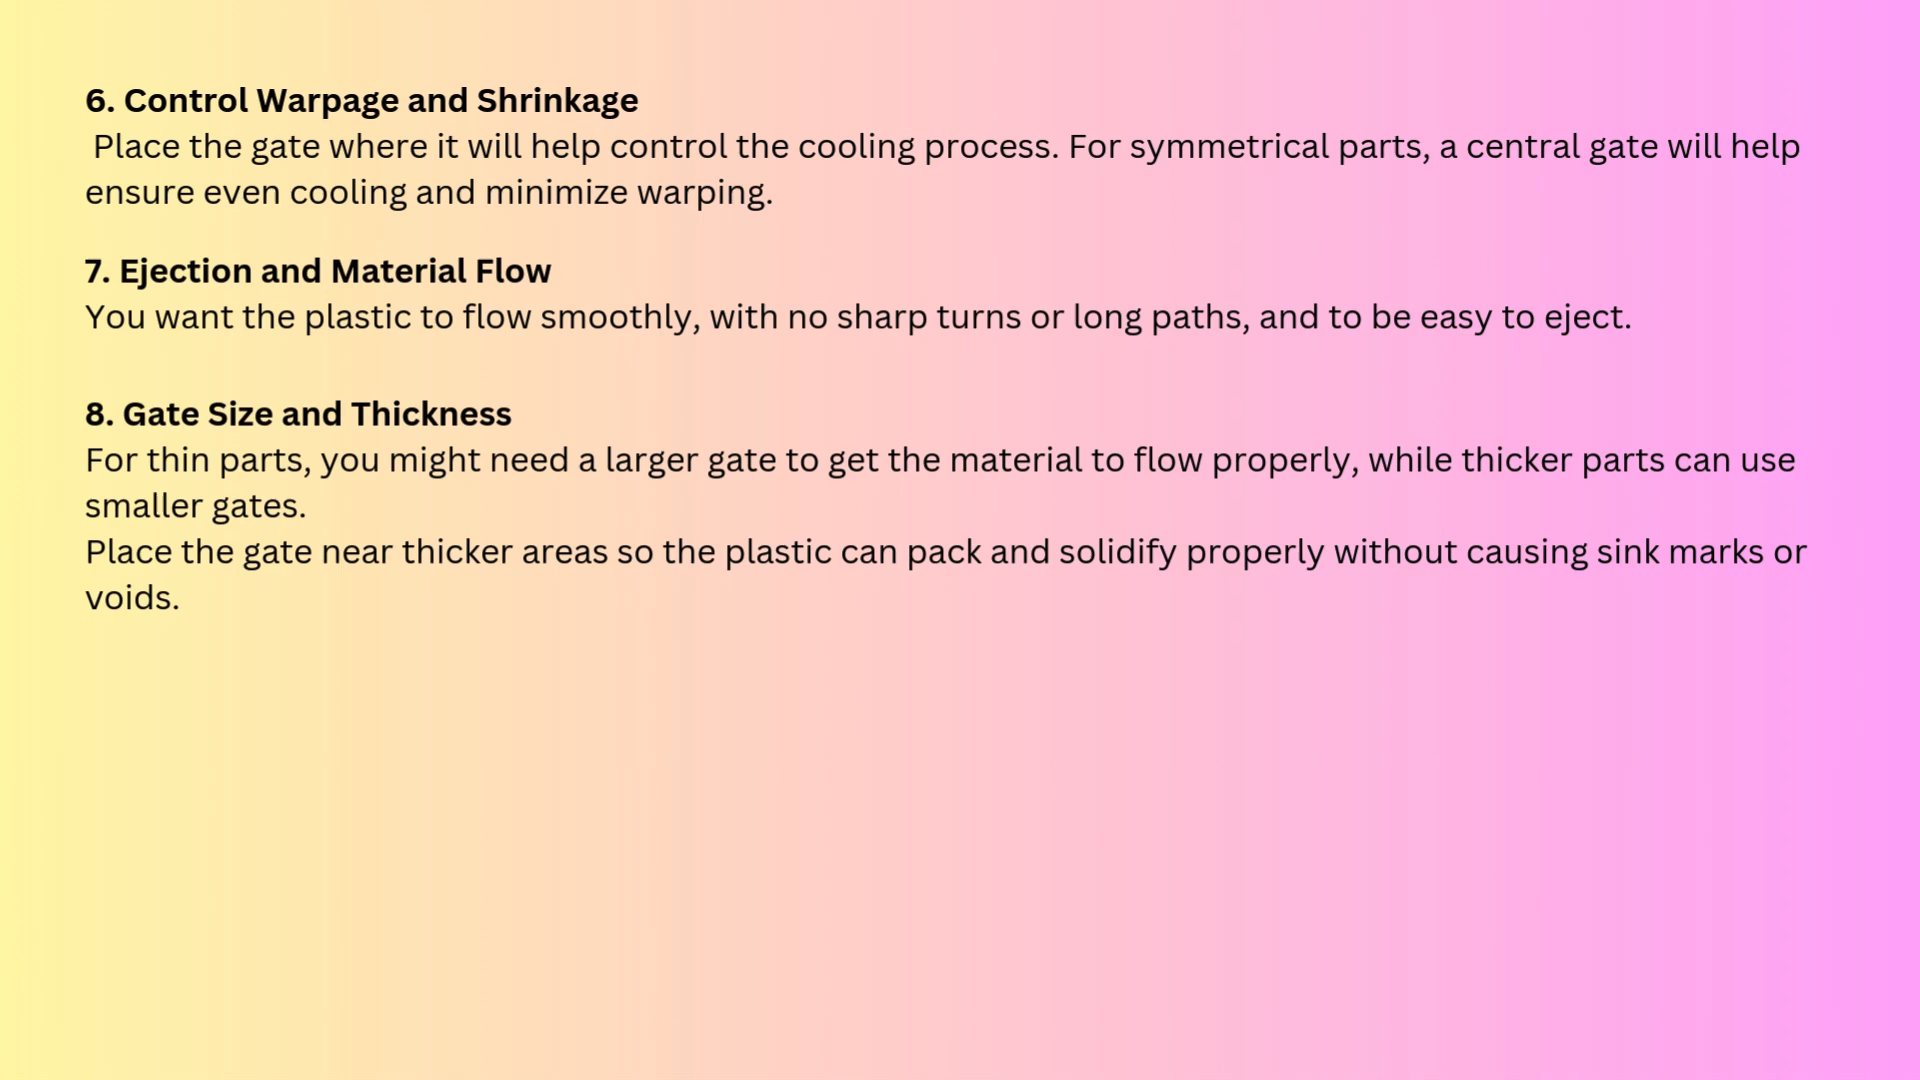 6. Control Warpage and Shrinkage
Place the gate where it will help control the cooling process. For symmetrical parts, a central gate will help
ensure even cooling and minimize warping.
7. Ejection and Material Flow
You want the plastic to flow smoothly, with no sharp turns or long paths, and to be easy to eject.
8. Gate Size and Thickness
For thin parts, you might need a larger gate to get the material to flow properly, while thicker parts can use
smaller gates.
Place the gate near thicker areas so the plastic can pack and solidify properly without causing sink marks or
voids.